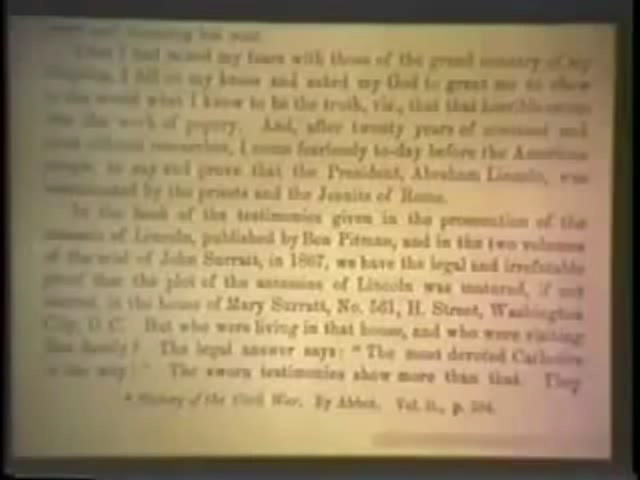 his soul.
I had mixed my tears with those of the grand country of my
I fell on my knees and asked my God to grant me to show
to the world what I knew to be the truth, viz., that that horrible
was the work of popery. And, after twenty years of constant and
most difficult researches, I come fearlessly to-day before the American
people, to say and prove that the President, Abraham Lincoln, was
assassinated by the priests and the Jesuits of Rome.
In the book of the testimonies given in the prosecution of the
assassin of Lincoln, published by Ben Pitman, and in the two volumes
of the trial of John Surratt, in 1867, we have the legal and irrefutable
proof that the plot of the assassins of Lincoln was matured, if not
started, in the house of Mary Surratt, No. 561, H. Street, Washington
City, D. C. But who were living in that house, and who were visiting
that family? The legal answer says: "The most devoted Catholics
in the city!" The sworn testimonies show more than that. They
History of the Civil War. By Abbot. Vol. II., p. 594.